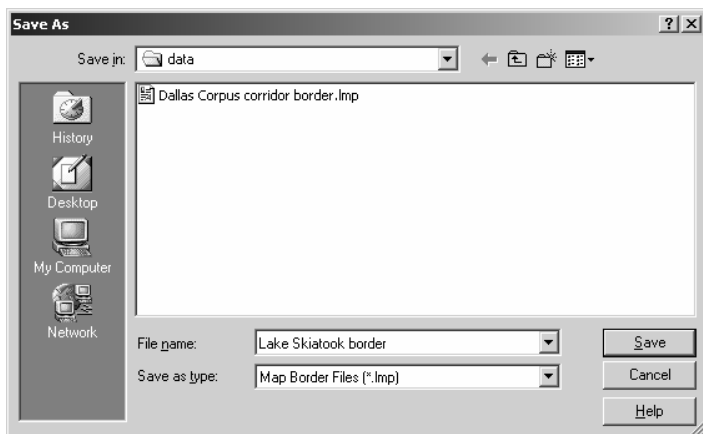 Save As
? X
Save in: data
Dallas Corpus corridor border.lmp
History
Desktop
My Computer
Network
File name: Lake Skiatook border Save
Save as type: Map Border Files (*.lmp) Cancel
Help